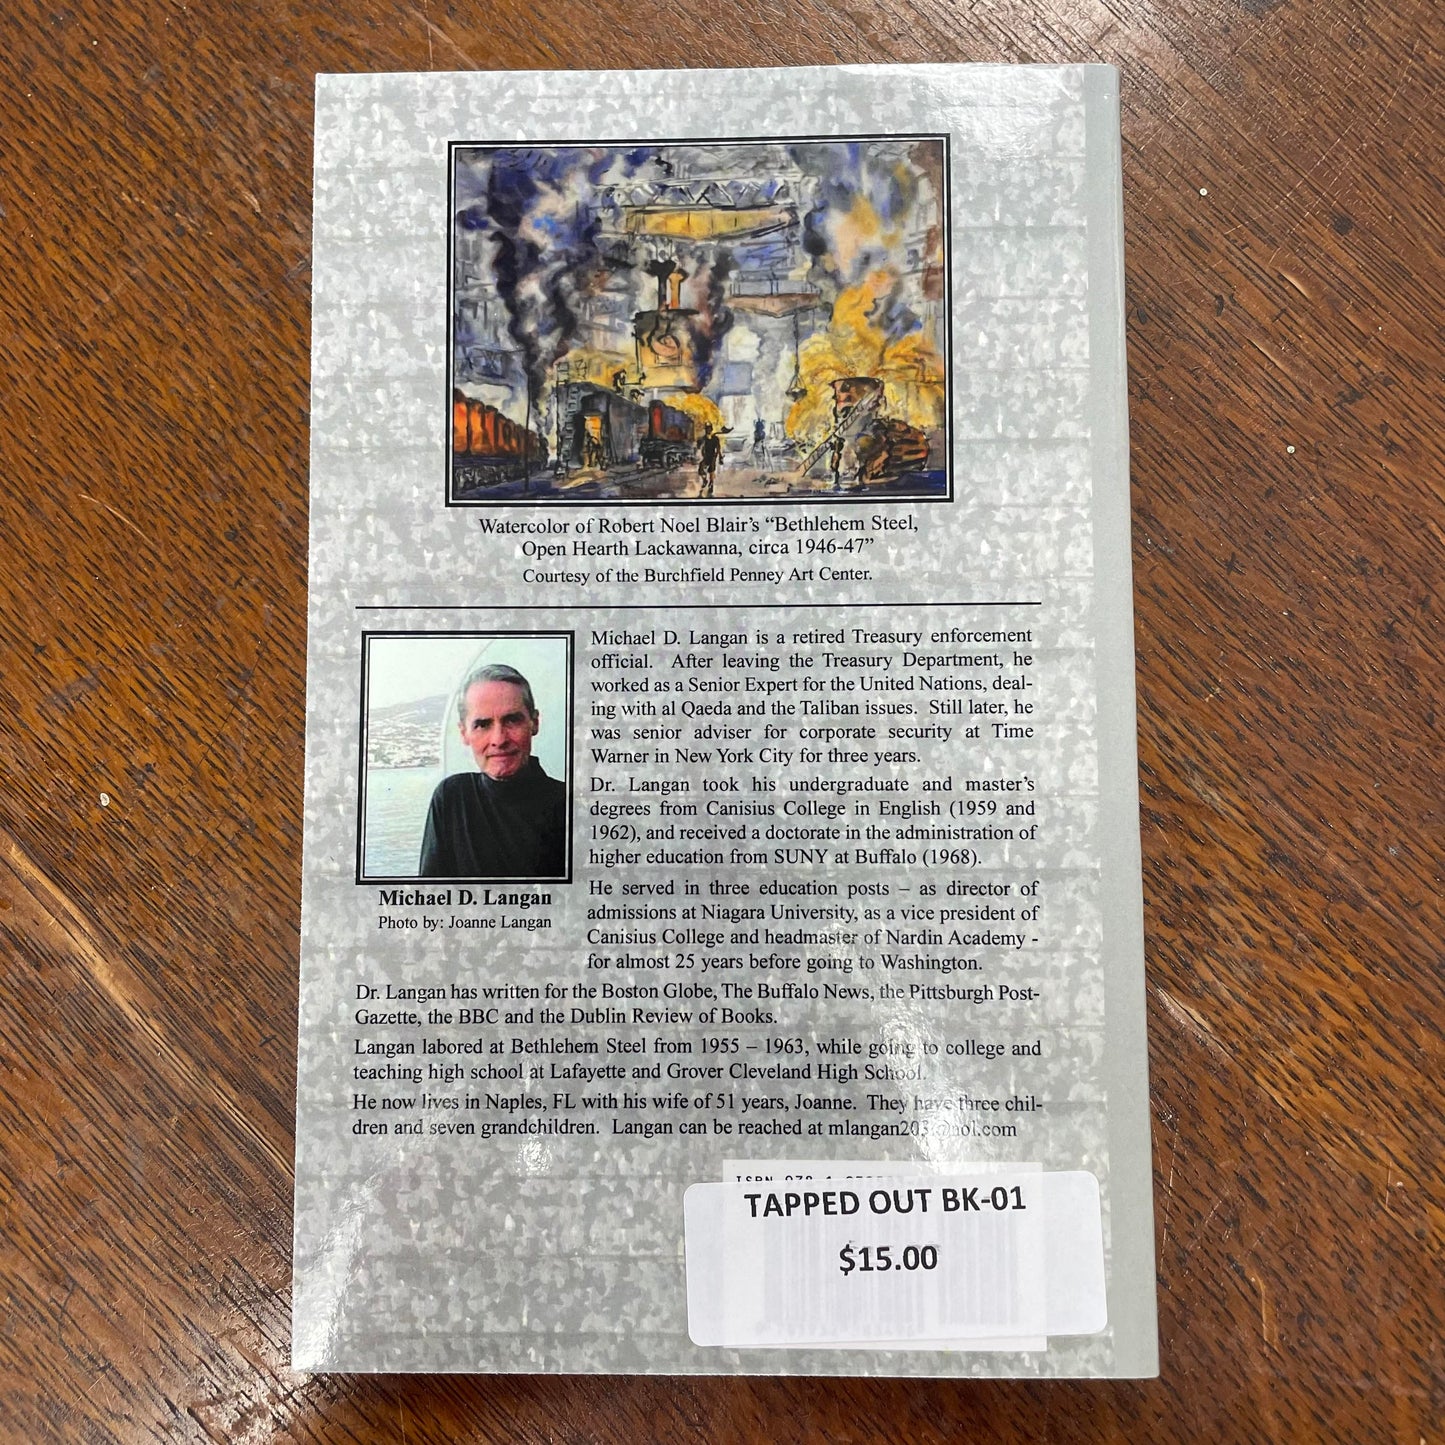 Watercolor of Robert Noel Blair's “Bethlehem Steel,
Open Hearth Lackawanna, circa 1946-47”
Courtesy of the Burchfield Penney Art Center.
Michael D. Langan is a retired Treasury enforcement
official. After leaving the Treasury Department, he
worked as a Senior Expert for the United Nations, deal-
ing with al Qaeda and the Taliban issues. Still later, he
was senior adviser for corporate security at Time
Warner in New York City for three years.
Dr. Langan took his undergraduate and master's
degrees from Canisius College in English (1959 and
1962), and received a doctorate in the administration of
higher education from SUNY at Buffalo (1968).
He served in three education posts – as director of
admissions at Niagara University, as a vice president of
Canisius College and headmaster of Nardin Academy -
for almost 25 years before going to Washington.
Michael D. Langan
Photo by: Joanne Langan
Dr. Langan has written for the Boston Globe, The Buffalo News, the Pittsburgh Post-
Gazette, the BBC and the Dublin Review of Books.
Langan labored at Bethlehem Steel from 1955 – 1963, while going to college and
teaching high school at Lafayette and Grover Cleveland High School.
He now lives in Naples, FL with his wife of 51 years, Joanne. They have three chil-
dren and seven grandchildren. Langan can be reached at
ISBN 978-1
TAPPED OUT BK-01
$15.00